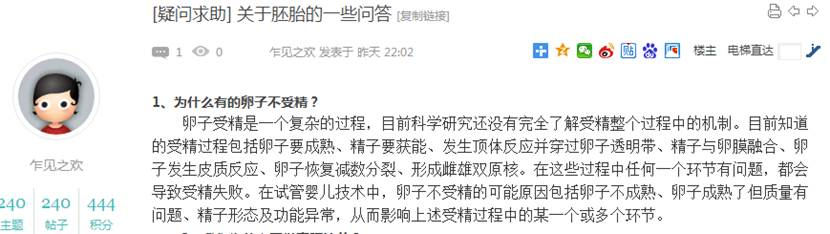 [疑问求助] 关于胚胎的一些问答 [复制链接]
1 0 乍见之欢 发表于 昨天 22:02 楼主 电梯直达
1、为什么有的卵子不受精？
卵子受精是一个复杂的过程，目前科学研究还没有完全了解受精整个过程中的机制。目前知道
的受精过程包括卵子要成熟、精子要获能、发生顶体反应并穿过卵子透明带、精子与卵膜融合、卵
子发生皮质反应、卵子恢复减数分裂、形成雌雄双原核。在这些过程中任何一个环节有问题，都会
导致受精失败。在试管婴儿技术中，卵子不受精的可能原因包括卵子不成熟、卵子成熟了但质量有
问题、精子形态及功能异常，从而影响上述受精过程中的某一个或多个环节。
乍见之欢
240 240 444
主题 帖子 积分